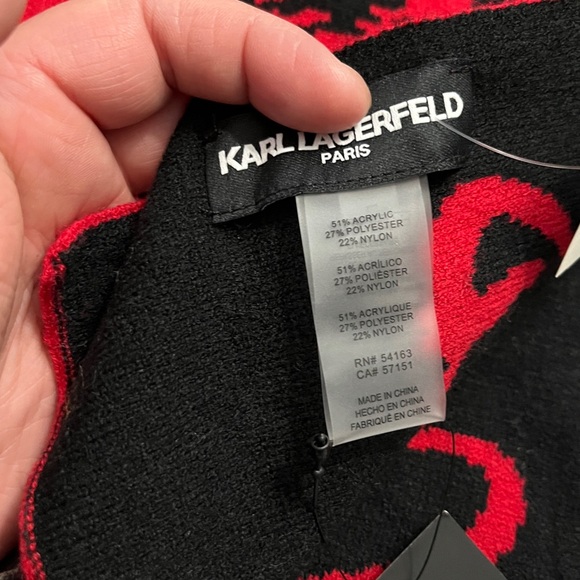 KARL LAGERFELD
PARIS
51% ACRYLIC
27% POLYESTER
22% NYLON
51% ACRÍLICO
27% POLIÉSTER
22% NYLON
51% ACRYLIQUE
27% POLYESTER
22% NYLON
RN# 54163
CA# 57151
MADE IN CHINA
HECHO EN CHINA
FABRIQUÉ EN CHINE